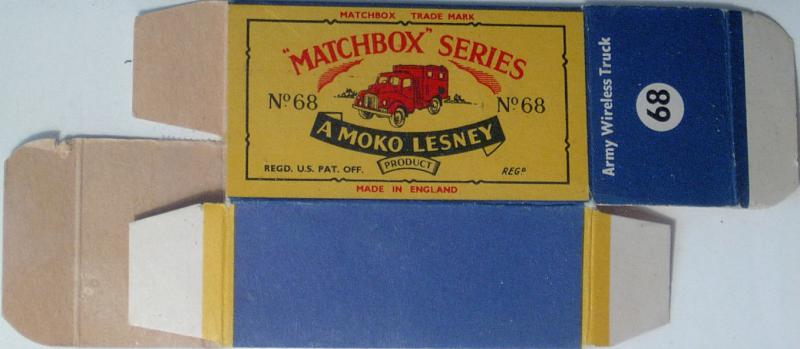 MATCHBOX TRADE MARK
"MATCHBOX" SERIES
Nº68 Nº68
A MOKO LESNEY
PRODUCT
REGD. U.S. PAT. OFF. REGD
MADE IN ENGLAND
Army Wireless Truck
68